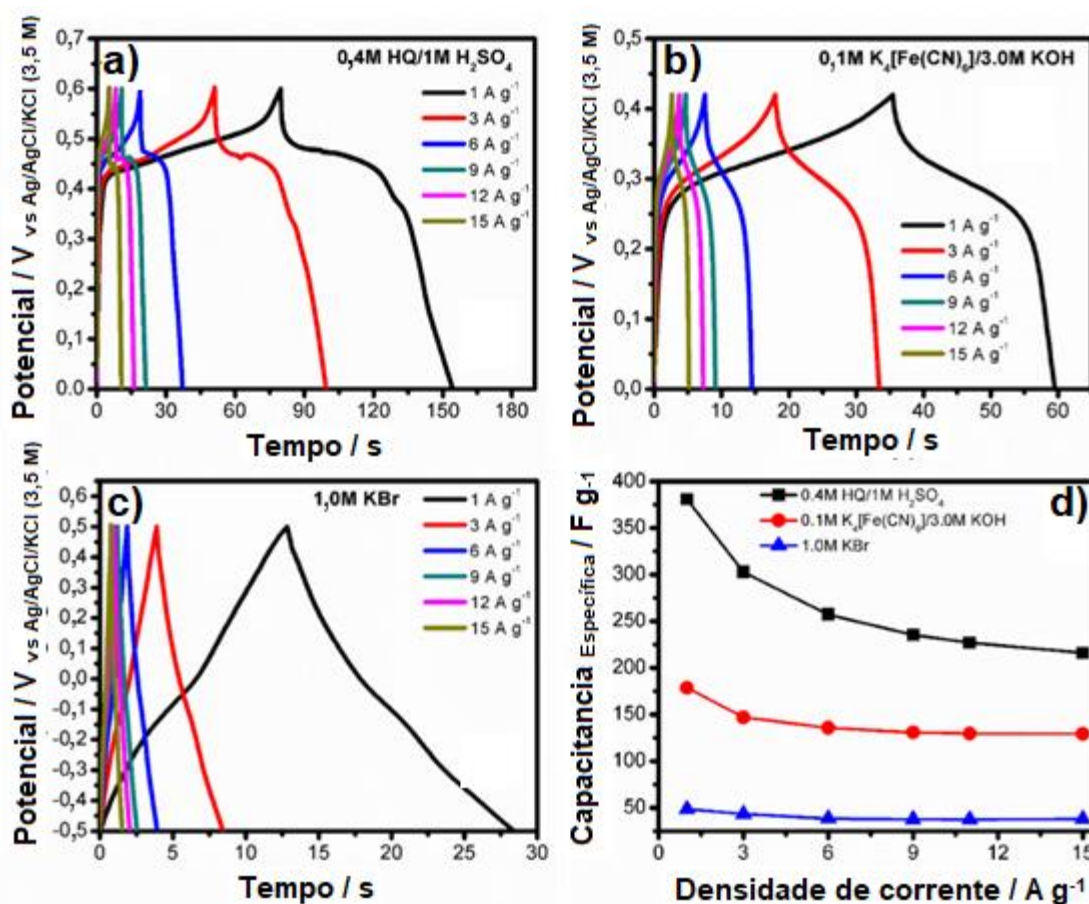 a)
0,4M HQ/1M H₂SO₄
1 A g⁻¹
3 A g⁻¹
6 A g⁻¹
9 A g⁻¹
12 A g⁻¹
15 A g⁻¹
Potencial / V vs Ag/AgCl/KCl (3,5 M)
0,7
0,6
0,5
0,4
0,3
0,2
0,1
0,0
0 30 60 90 120 150 180
Tempo / s
b)
0,1M K₄[Fe(CN)₆]/3.0M KOH
1 A g⁻¹
3 A g⁻¹
6 A g⁻¹
9 A g⁻¹
12 A g⁻¹
15 A g⁻¹
Potencial / V vs Ag/AgCl/KCl (3,5 M)
0,5
0,4
0,3
0,2
0,1
0,0
0 10 20 30 40 50 60
Tempo / s
c)
1,0M KBr
1 A g⁻¹
3 A g⁻¹
6 A g⁻¹
9 A g⁻¹
12 A g⁻¹
15 A g⁻¹
Potencial / V vs Ag/AgCl/KCl (3,5 M)
0,6
0,5
0,4
0,3
0,2
0,0
-0,1
-0,2
-0,3
-0,4
-0,5
0 5 10 15 20 25 30
Tempo / s
d)
0.4M HQ/1M H₂SO₄
0.1M K₄[Fe(CN)₆]/3.0M KOH
1.0M KBr
Capacitancia Específica / F g-1
400
350
300
250
200
150
100
50
0 3 6 9 12 15
Densidade de corrente / A g-1